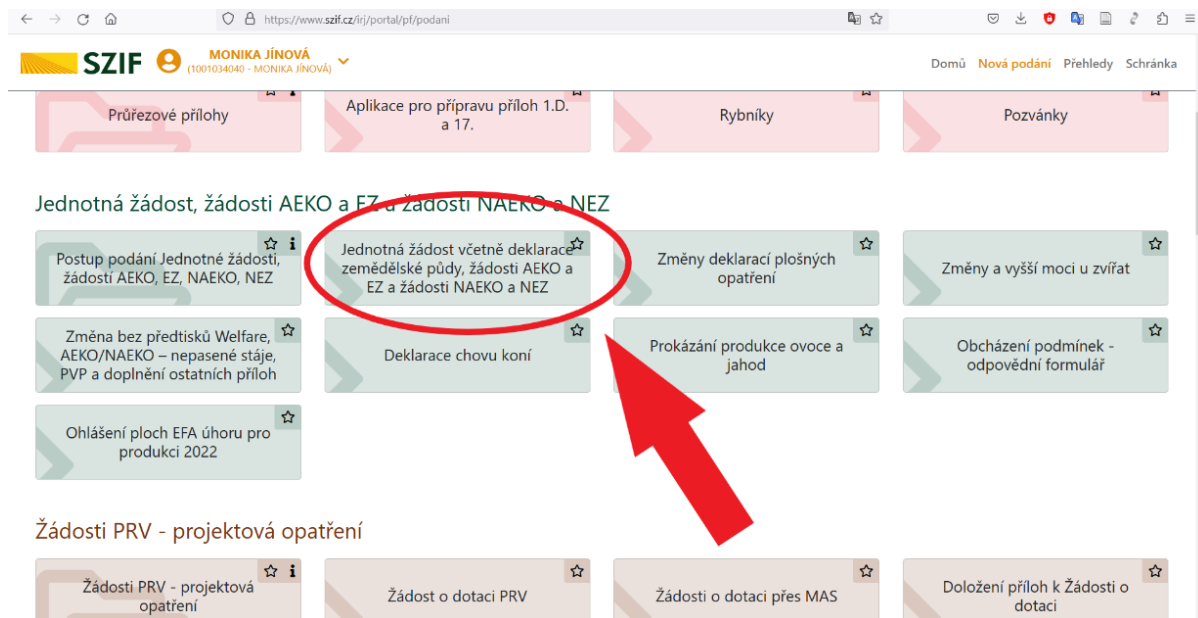 https://www.szif.cz/irj/portal/pf/podani
SZIF
MONIKA JÍNOVÁ
(1001034040 - MONIKA JÍNOVÁ)
Domů Nová podání Přehledy Schránka
Průřezové přílohy
Aplikace pro přípravu příloh 1.D.
a 17.
Rybníky
Pozvánky
Jednotná žádost, žádosti AEKO a EZ a žádosti NAEKO a NEZ
Postup podání Jednotné žádosti,
žádostí AEKO, EZ, NAEKO, NEZ
Jednotná žádost včetně deklarace
zemědělské půdy, žádosti AEKO a
EZ a žádosti NAEKO a NEZ
Změny deklarací plošných
opatření
Změny a vyšší moci u zvířat
Změna bez předtisků Welfare,
AEKO/NAEKO – nepasené stáje,
PVP a doplnění ostatních příloh
Deklarace chovu koní
Prokázání produkce ovoce a
jahod
Obcházení podmínek -
odpovědní formulář
Ohlášení ploch EFA úhoru pro
produkci 2022
Žádosti PRV - projektová opatření
Žádosti PRV - projektová
opatření
Žádost o dotaci PRV
Žádosti o dotaci přes MAS
Doložení příloh k Žádosti o
dotaci